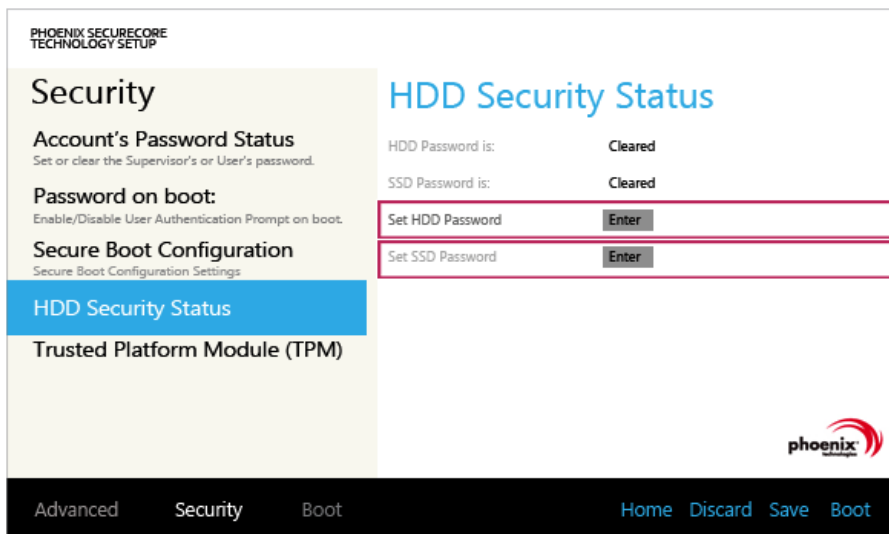 PHOENIX SECURECORE
TECHNOLOGY SETUP
Security
Account's Password Status
Set or clear the Supervisor's or User's password.
Password on boot:
Enable/Disable User Authentication Prompt on boot.
Secure Boot Configuration
Secure Boot Configuration Settings
HDD Security Status
Trusted Platform Module (TPM)
HDD Security Status
HDD Password is: Cleared
SSD Password is: Cleared
Set HDD Password Enter
Set SSD Password Enter
phoenix
technologies
Advanced Security Boot Home Discard Save Boot